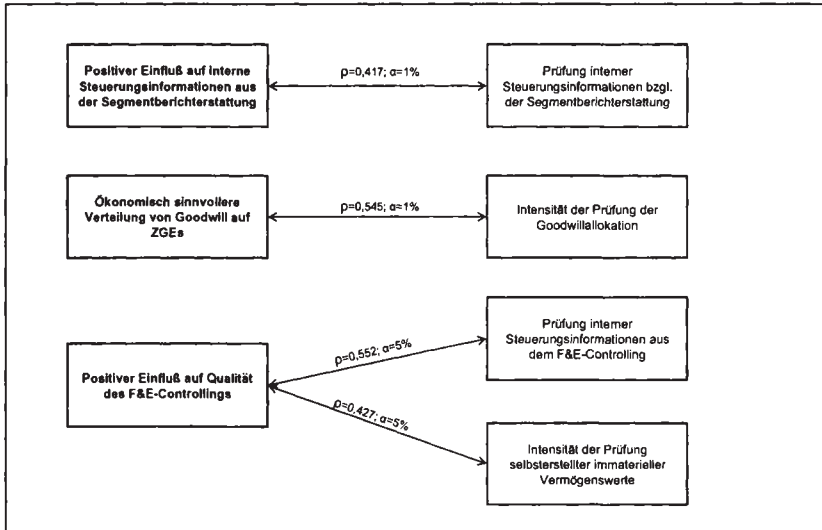 Positiver Einfluß auf interne
Steuerungsinformationen aus
der Segmentberichterstattung
ρ=0,417; α=1%
Prüfung interner
Steuerungsinformationen bzgl.
der Segmentberichterstattung
Ökonomisch sinnvollere
Verteilung von Goodwill auf
ZGEs
ρ=0,545; α=1%
Intensität der Prüfung der
Goodwillallokation
Positiver Einfluß auf Qualität
des F&E-Controllings
ρ=0,552; α=5%
Prüfung interner
Steuerungsinformationen aus
dem F&E-Controlling
ρ=0,427; α=5%
Intensität der Prüfung
selbsterstellter immaterieller
Vermögenswerte